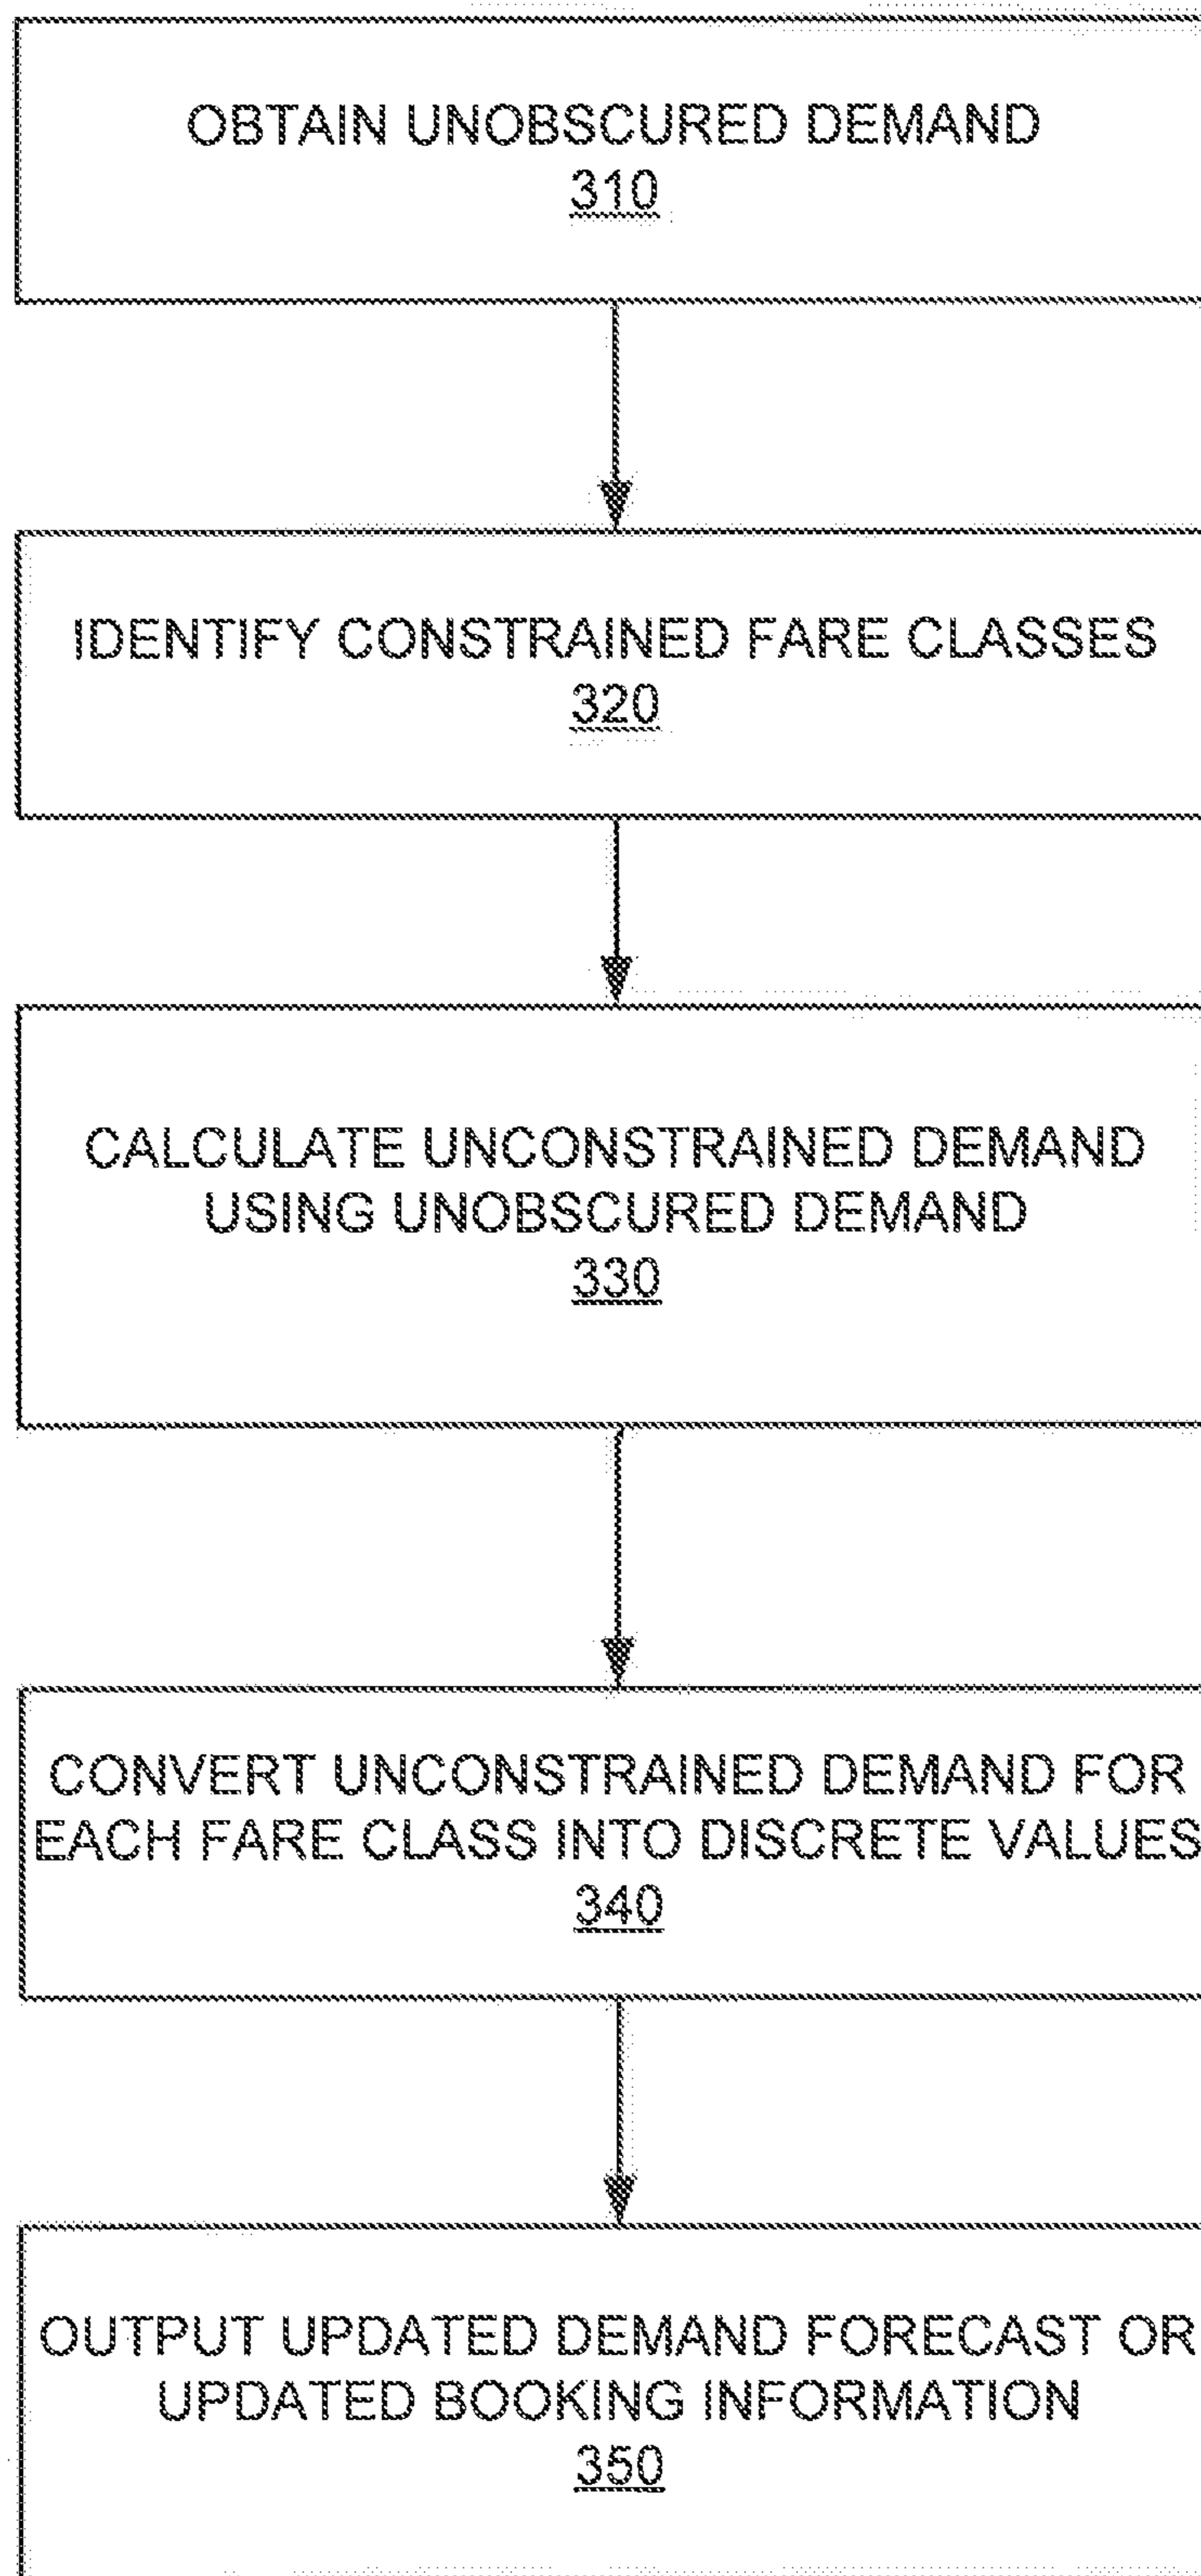 OBTAIN UNOBSCURED DEMAND
310
IDENTIFY CONSTRAINED FARE CLASSES
320
CALCULATE UNCONSTRAINED DEMAND
USING UNOBSCURED DEMAND
330
CONVERT UNCONSTRAINED DEMAND FOR
EACH FARE CLASS INTO DISCRETE VALUES
340
OUTPUT UPDATED DEMAND FORECAST OR
UPDATED BOOKING INFORMATION
350